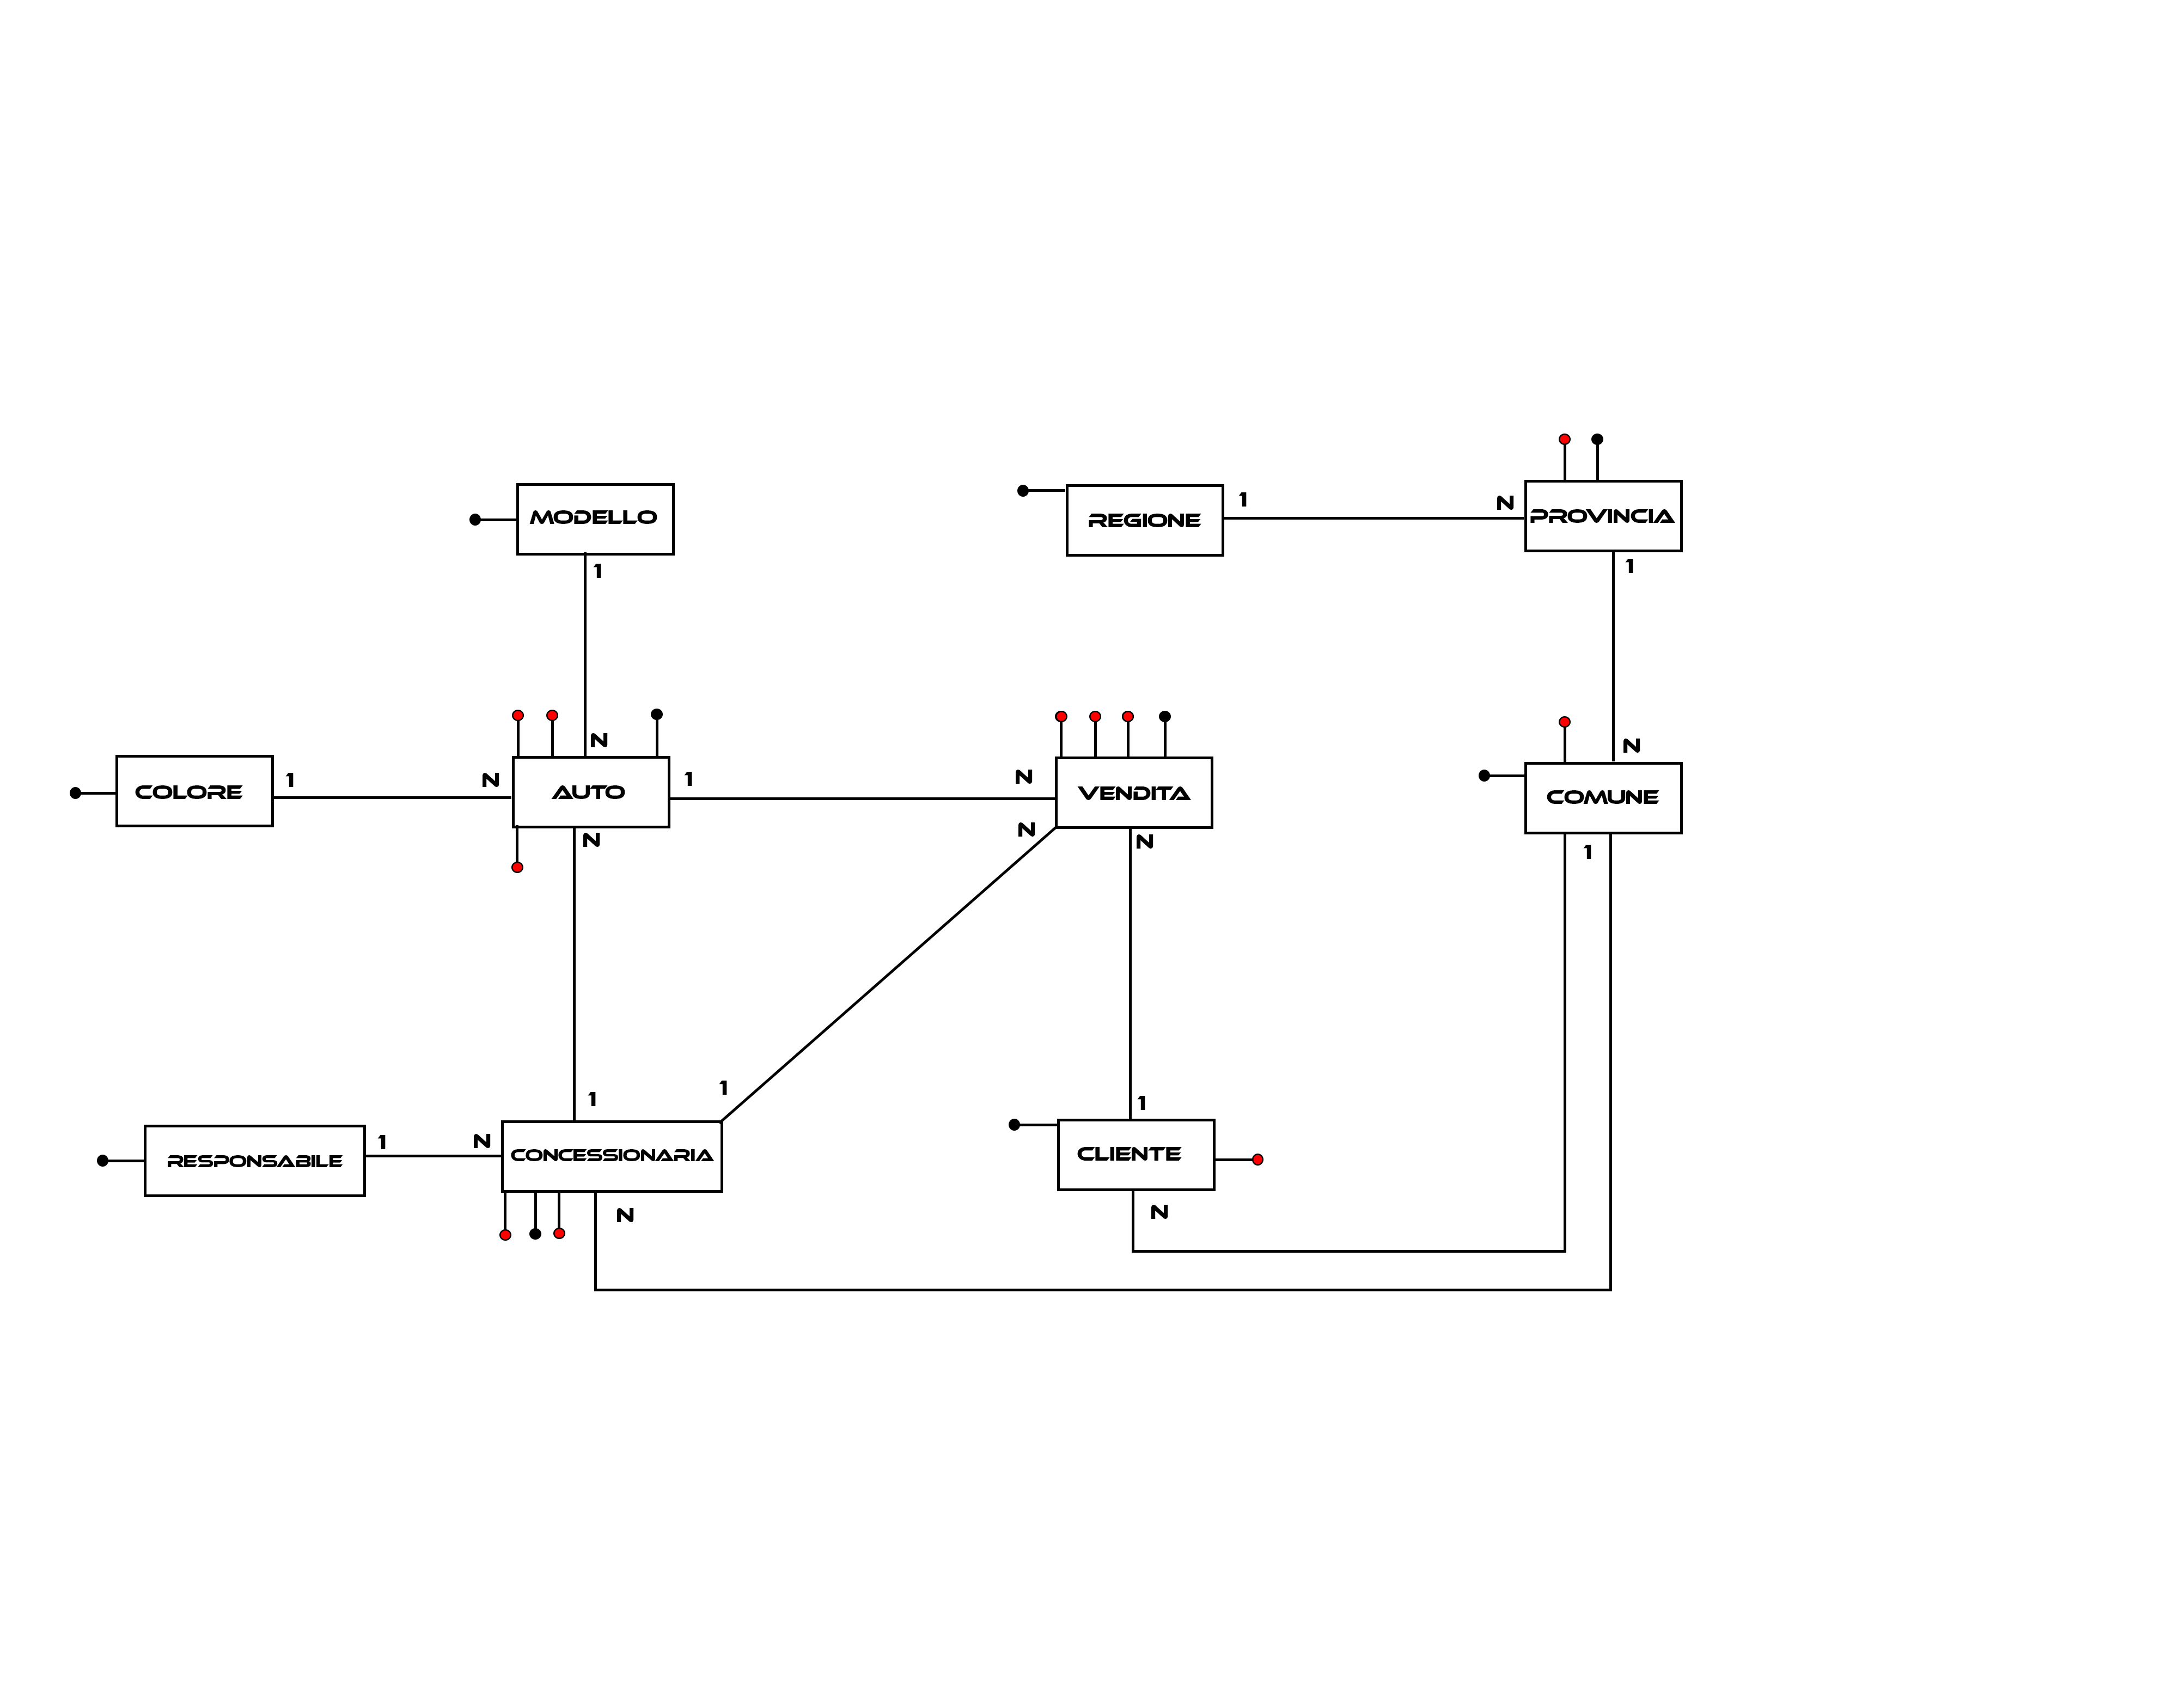 MODELLO
REGIONE
1
N
PROVINCIA
1
1
N
N
COLORE
1
N
AUTO
1
N
VENDITA
COMUNE
N
N
N
1
1
1
1
RESPONSABILE
1
N
CONCESSIONARIA
CLIENTE
N
N